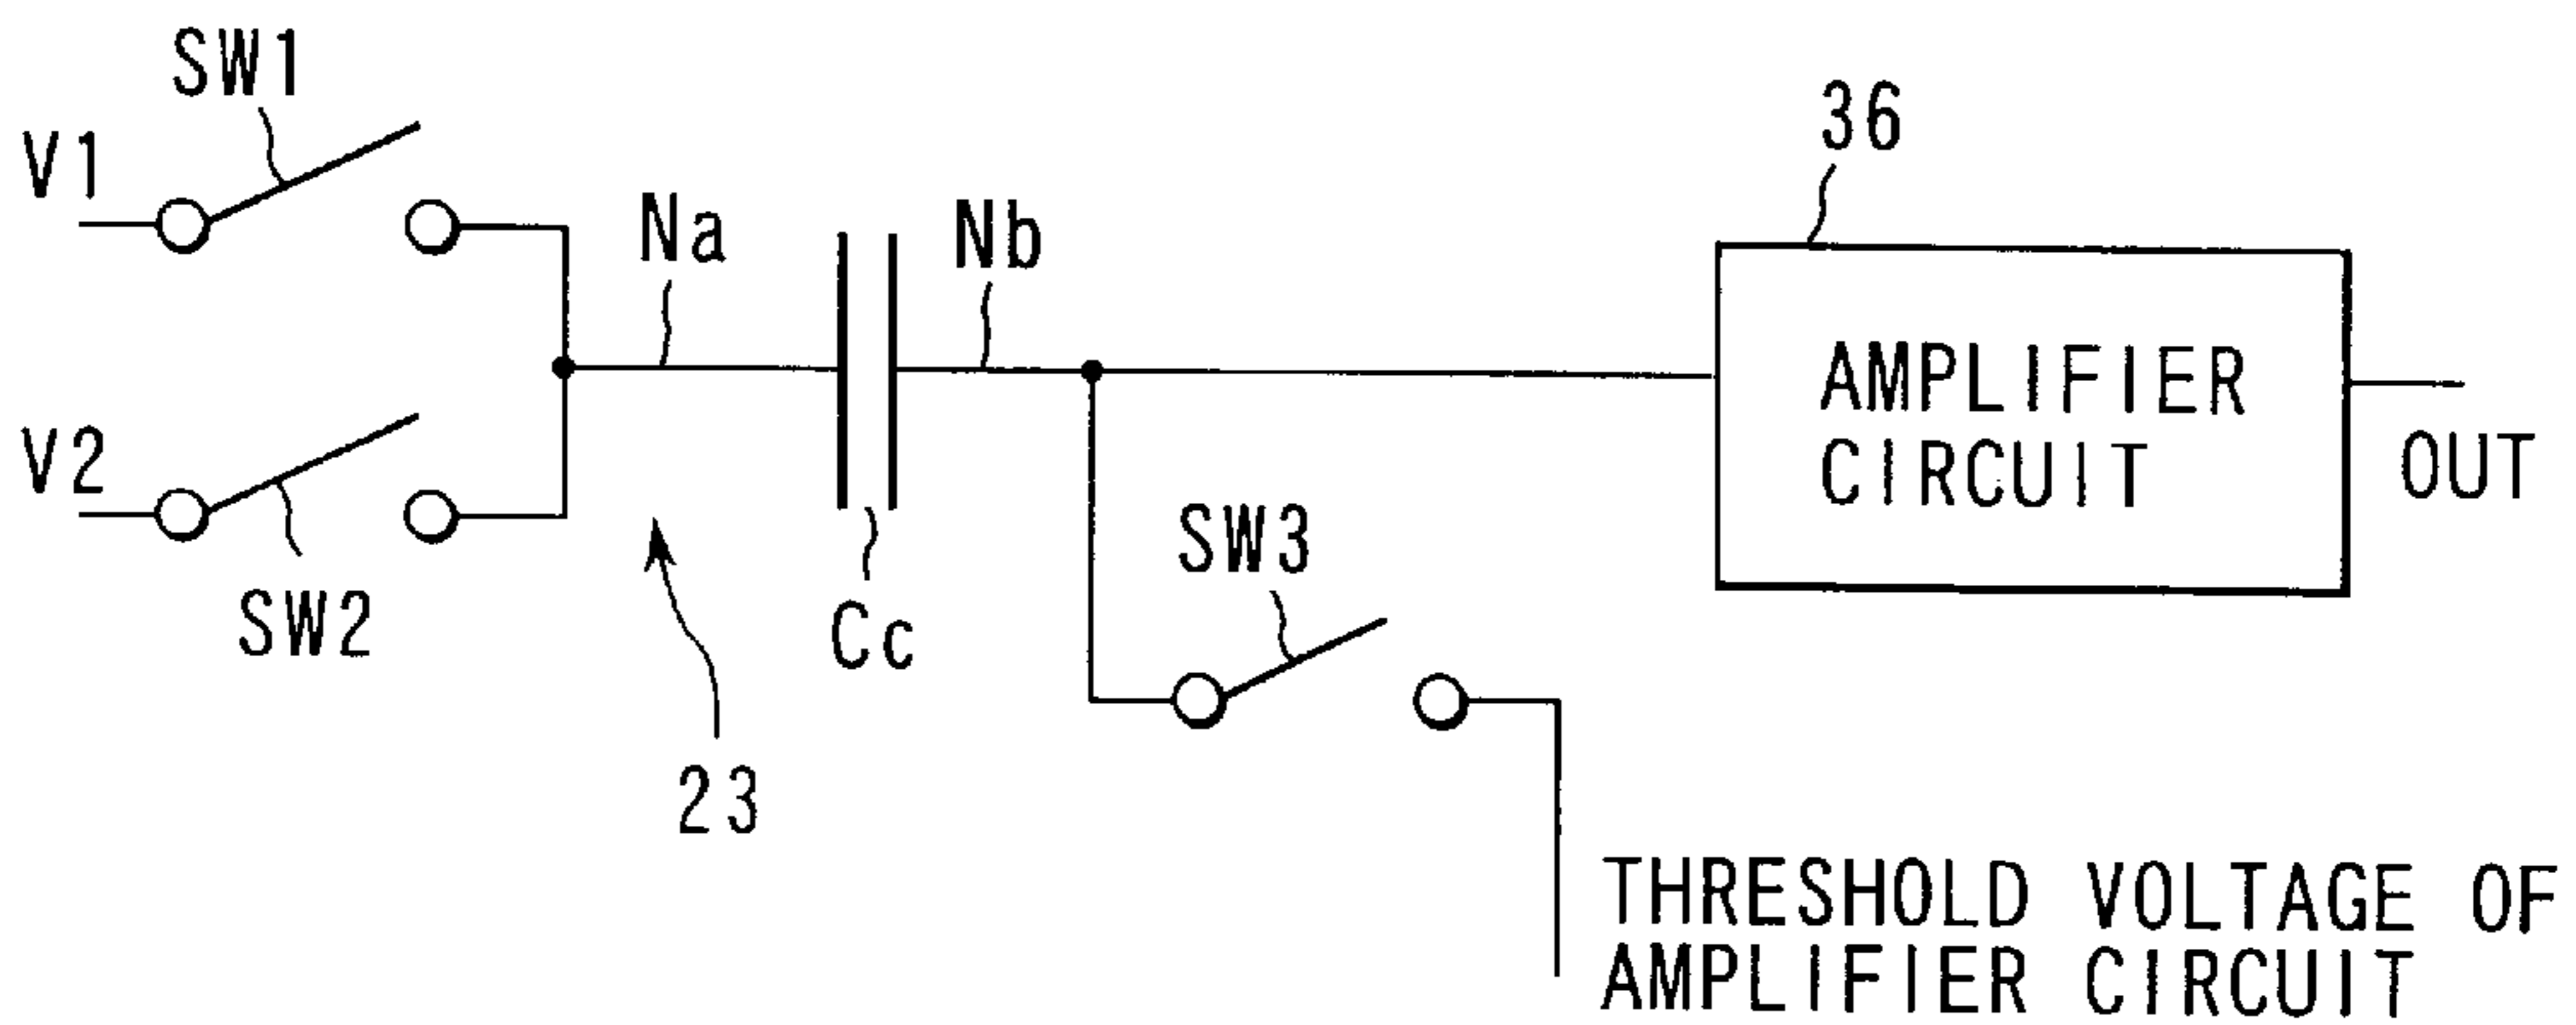 SW1
V1
36
Na
Nb
AMPLIFIER
CIRCUIT
V2
OUT
SW3
SW2
Cc
23
THRESHOLD VOLTAGE OF
AMPLIFIER CIRCUIT